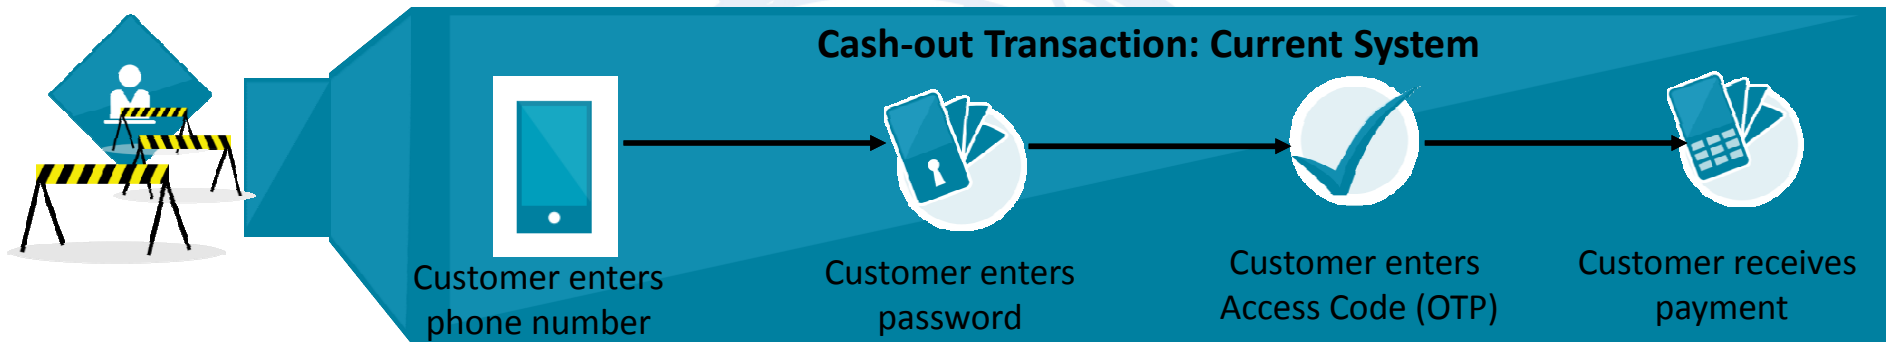 Cash-out Transaction: Current System
Customer enters
phone number
Customer enters
password
Customer enters
Access Code (OTP)
Customer receives
payment